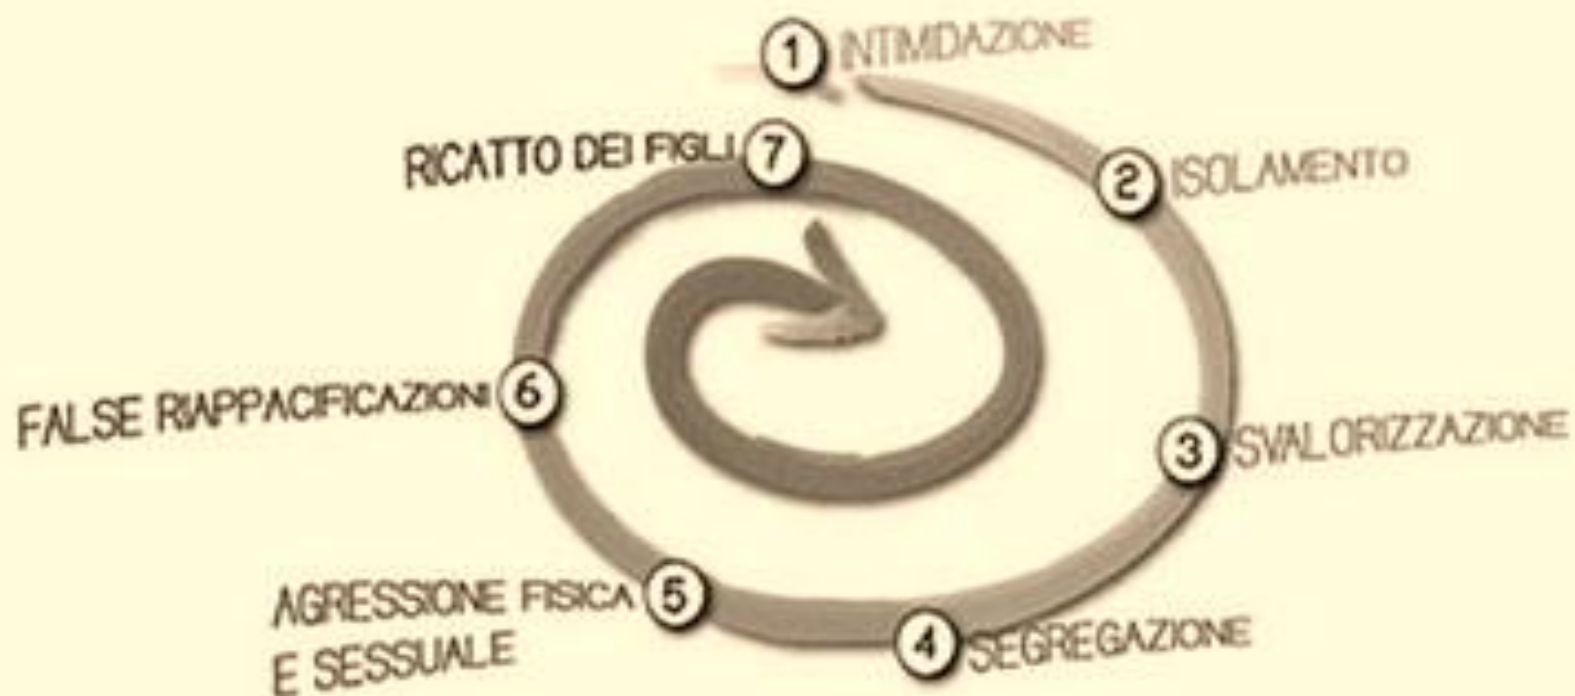 1 INTIMIDAZIONE
2 ISOLAMENTO
3 SVALORIZZAZIONE
4 SEGREGAZIONE
5 AGRESSIONE FISICA
E SESSUALE
6 FALSE RIAPPACIFICAZIONI
7 RICATTO DEI FIGLI